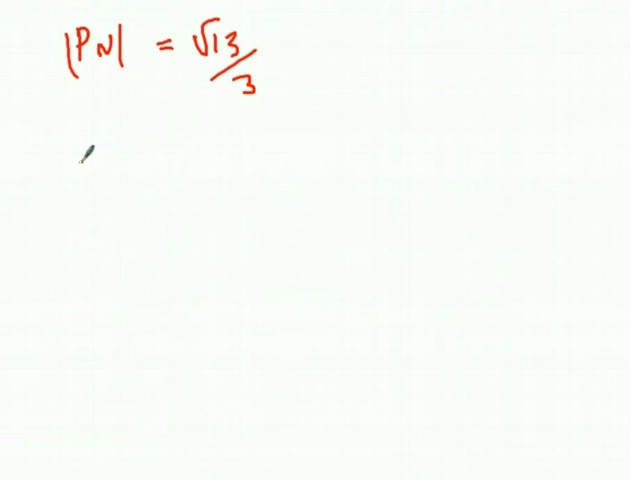 |PN| = √13/3